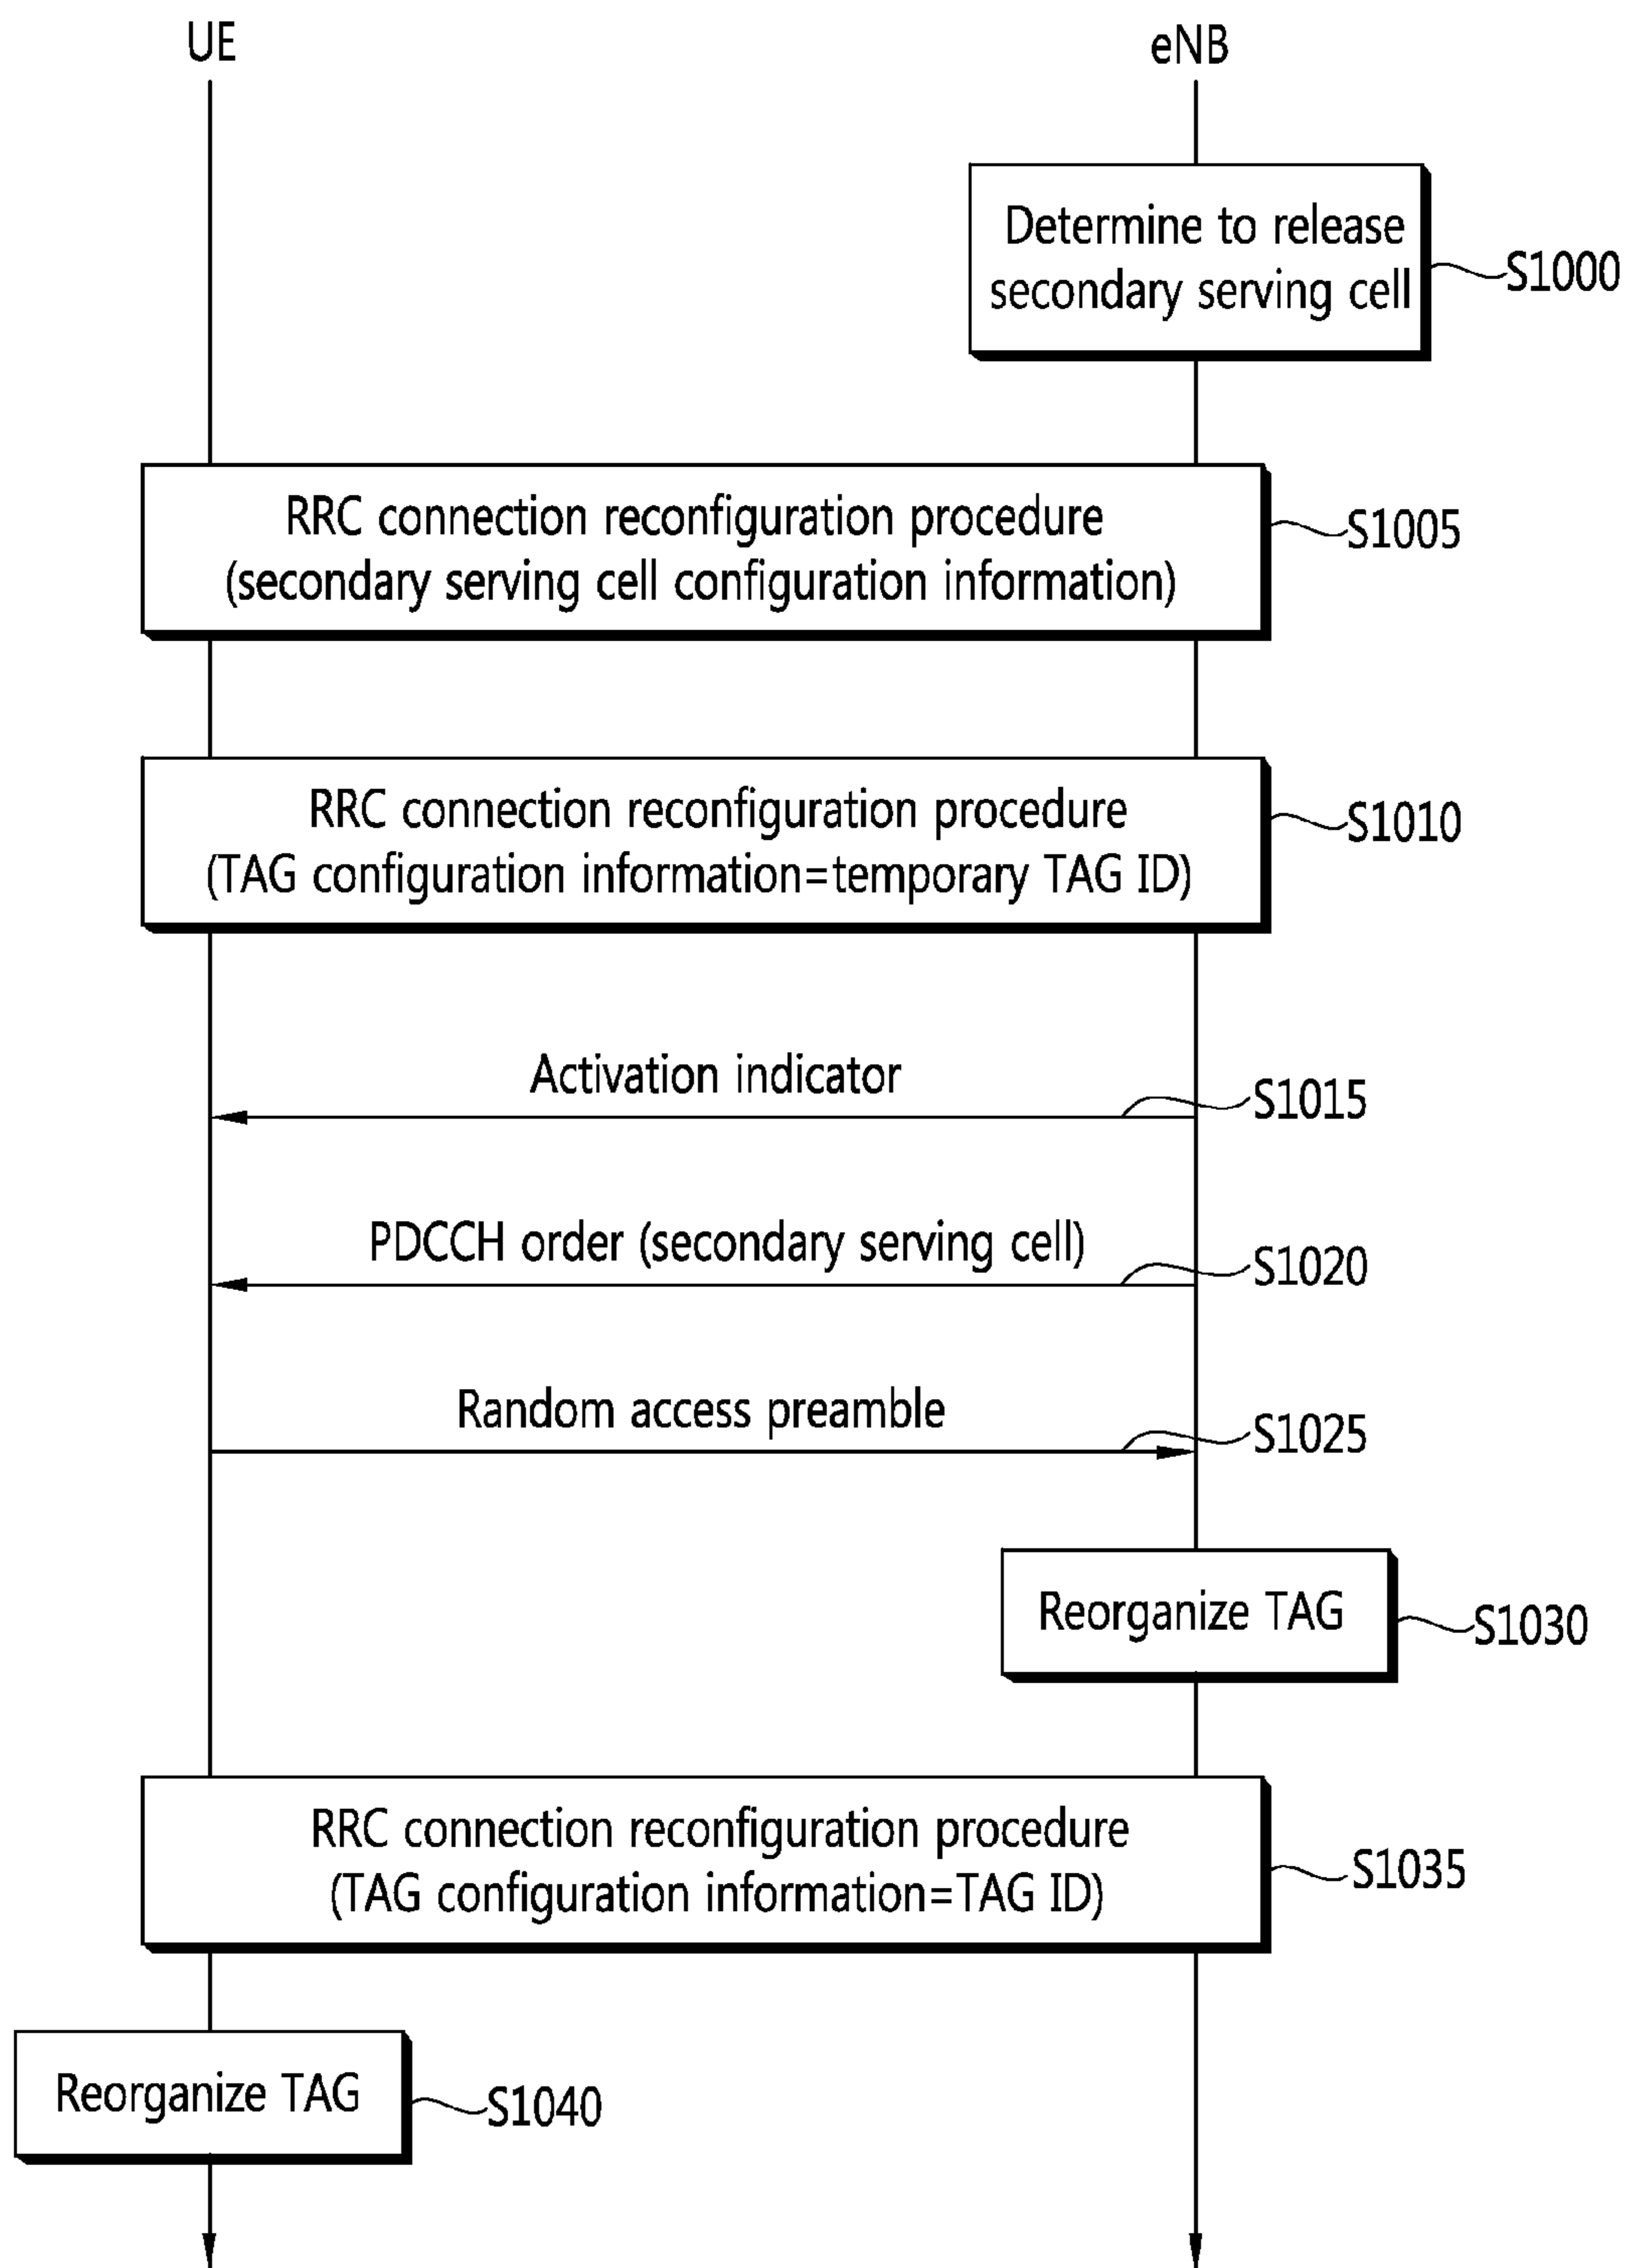 UE
eNB
Determine to release
secondary serving cell
S1000
RRC connection reconfiguration procedure
(secondary serving cell configuration information)
S1005
RRC connection reconfiguration procedure
(TAG configuration information=temporary TAG ID)
S1010
Activation indicator
S1015
PDCCH order (secondary serving cell)
S1020
Random access preamble
S1025
Reorganize TAG
S1030
RRC connection reconfiguration procedure
(TAG configuration information=TAG ID)
S1035
Reorganize TAG
S1040